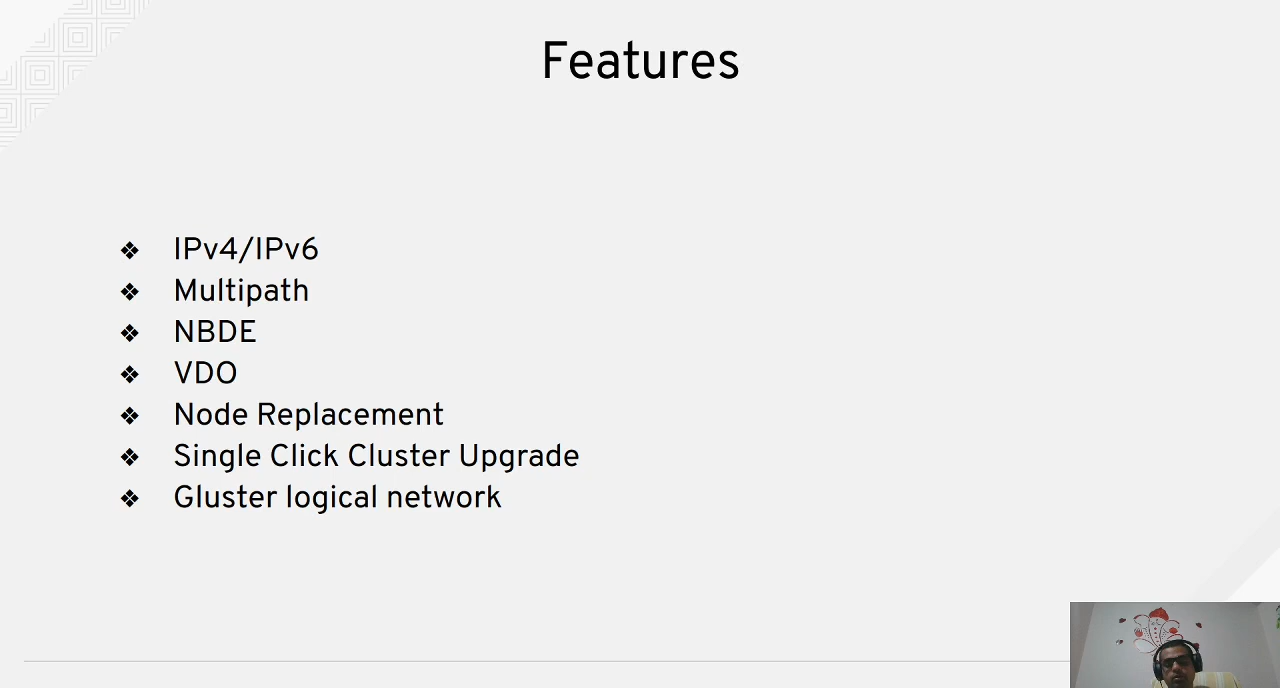 Features
❖ IPv4/IPv6
❖ Multipath
❖ NBDE
❖ VDO
❖ Node Replacement
❖ Single Click Cluster Upgrade
❖ Gluster logical network